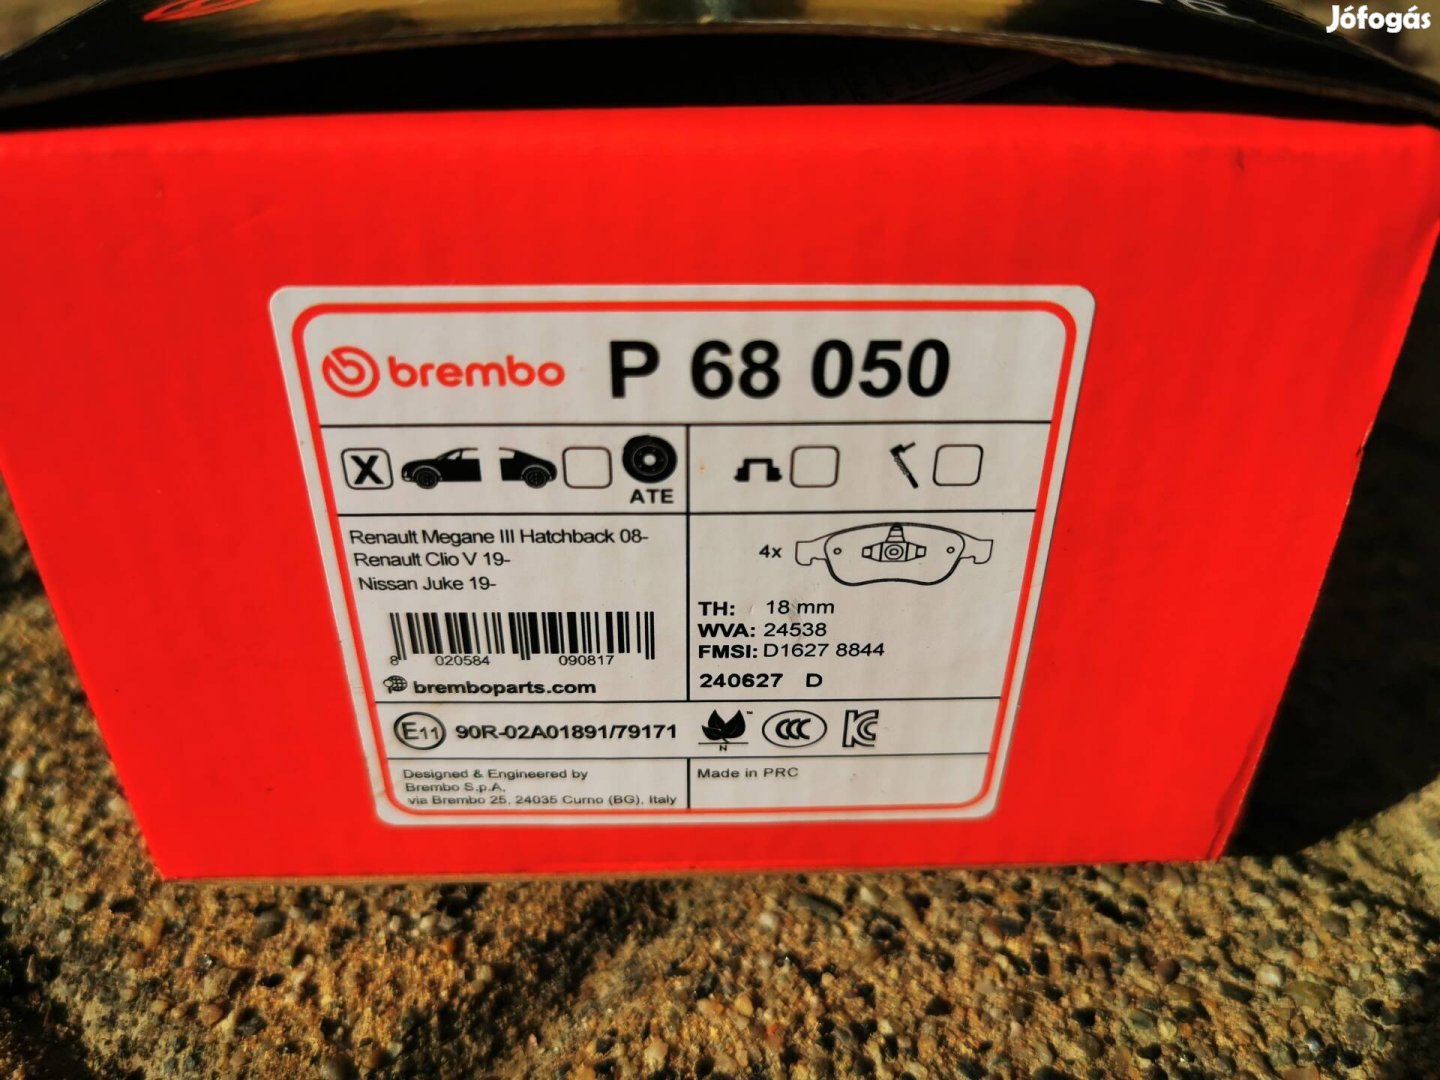 Jófogás
brembo P 68 050
X
ATE
Renault Megane III Hatchback 08-
Renault Clio V 19-
Nissan Juke 19-
8 020584 090817
bremboparts.com
4x
TH: 18 mm
WVA: 24538
FMSI: D1627 8844
240627 D
E11 90R-02A01891/79171
N
CCC
KC
Designed & Engineered by
Brembo S.p.A,
via Brembo 25, 24035 Curno (BG), Italy
Made in PRC